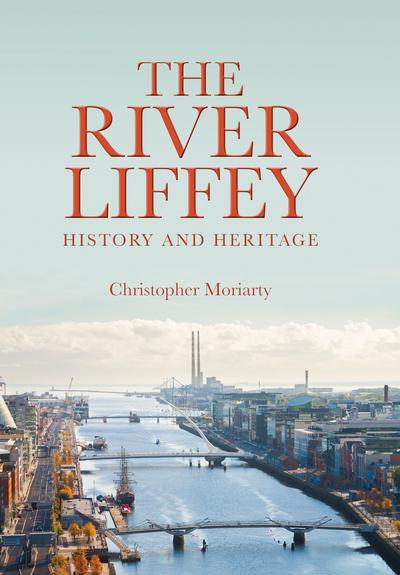 THE
RIVER
LIFFEY
HISTORY AND HERITAGE
Christopher Moriarty